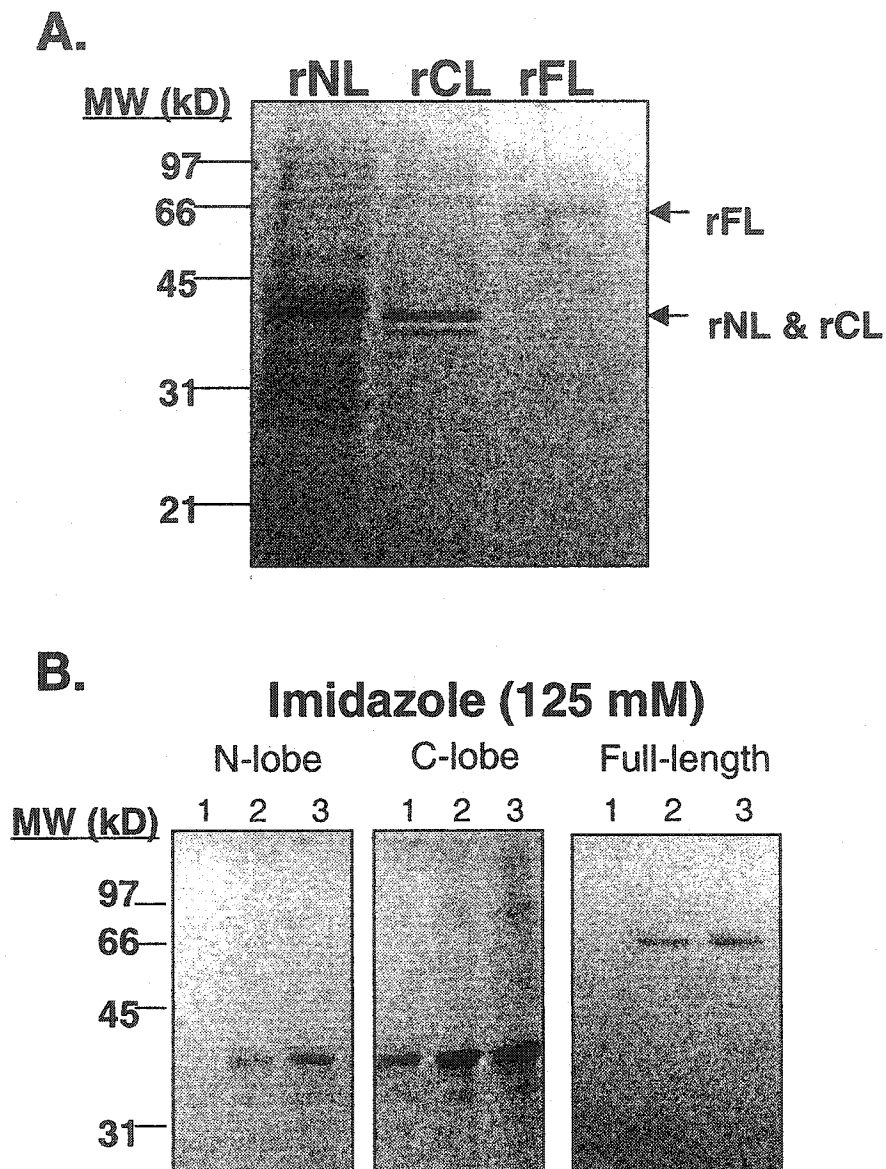 A.
rNL rCL rFL
MW (kD)
97
66
45
31
21
rFL
rNL & rCL
B.
Imidazole (125 mM)
N-lobe C-lobe Full-length
MW (kD) 1 2 3 1 2 3 1 2 3
97
66
45
31